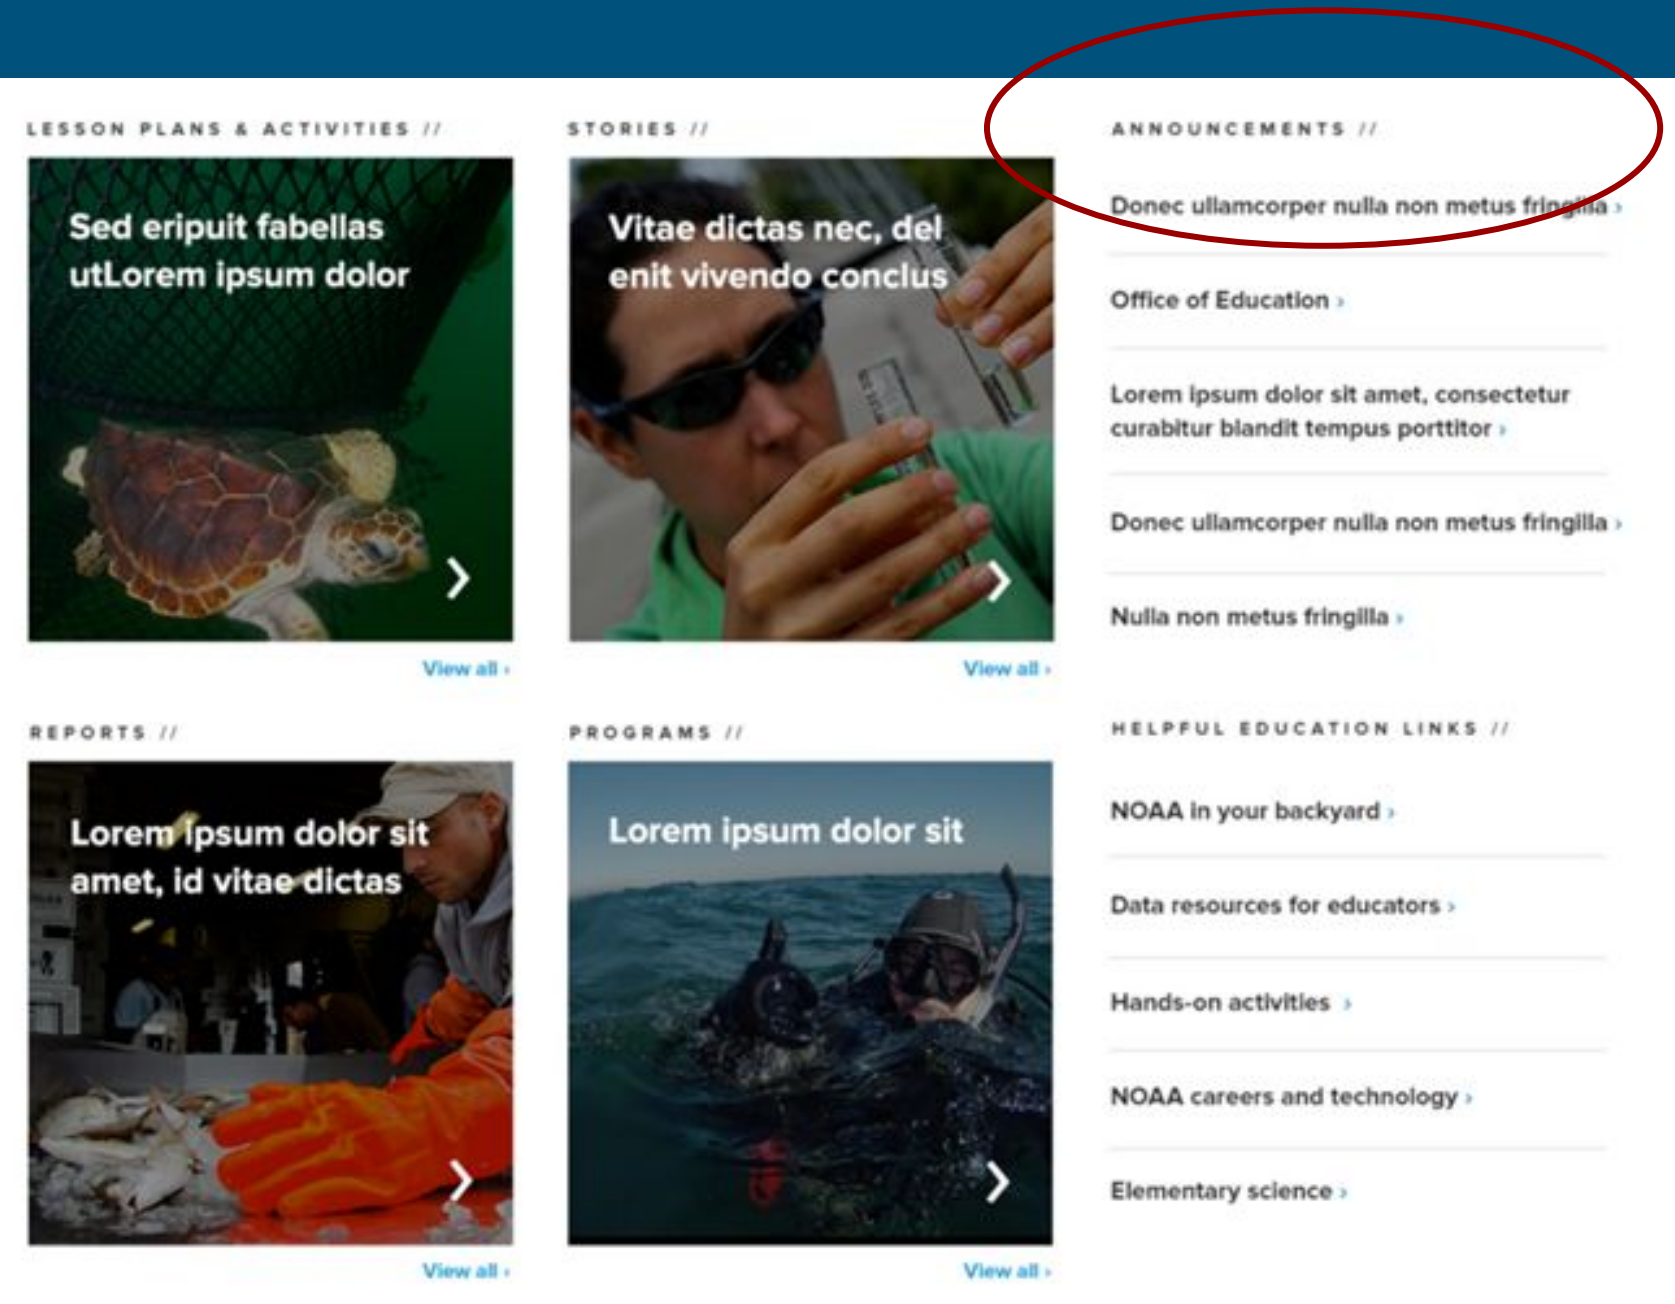 LESSON PLANS & ACTIVITIES //
Sed eripuit fabellas
utLorem ipsum dolor
View all ›
STORIES //
Vitae dictas nec, del
enit vivendo conclus
View all ›
ANNOUNCEMENTS //
Donec ullamcorper nulla non metus fringilla ›
Office of Education ›
Lorem ipsum dolor sit amet, consectetur
curabitur blandit tempus porttitor ›
Donec ullamcorper nulla non metus fringilla ›
Nulla non metus fringilla ›
REPORTS //
Lorem ipsum dolor sit
amet, id vitae dictas
View all ›
PROGRAMS //
Lorem ipsum dolor sit
View all ›
HELPFUL EDUCATION LINKS //
NOAA in your backyard ›
Data resources for educators ›
Hands-on activities ›
NOAA careers and technology ›
Elementary science ›